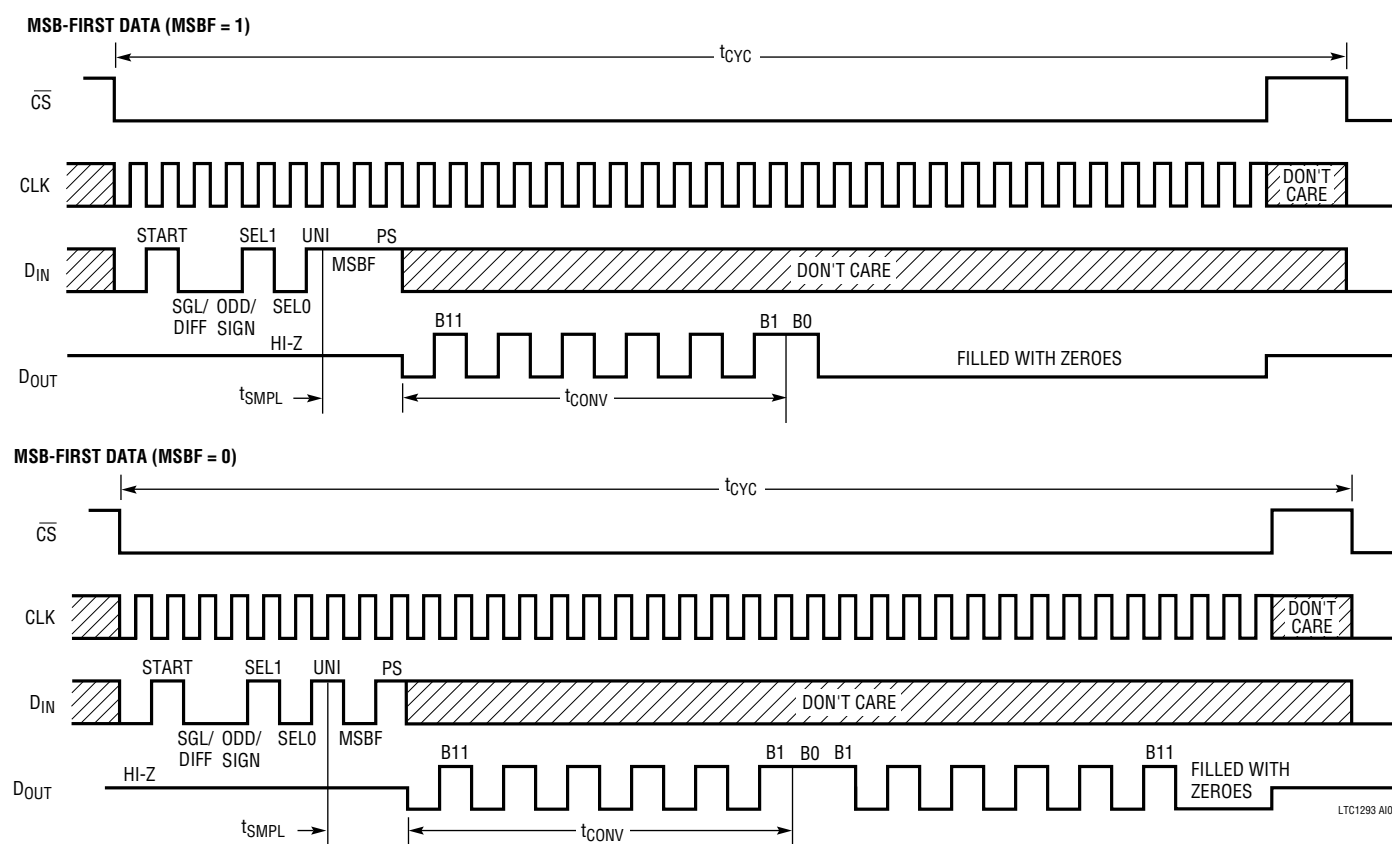 MSB-FIRST DATA (MSBF = 1)
tCYC
CS
CLK
DON'T
CARE
START
SEL1
UNI
PS
DIN
MSBF
DON'T CARE
SGL/
DIFF
ODD/
SIGN
SEL0
HI-Z
B11
B1
B0
DOUT
FILLED WITH ZEROES
tSMPL
tCONV
MSB-FIRST DATA (MSBF = 0)
tCYC
CS
CLK
DON'T
CARE
START
SEL1
UNI
PS
DIN
DON'T CARE
SGL/
DIFF
ODD/
SIGN
SEL0
MSBF
HI-Z
B11
B1
B0
B1
B11
FILLED WITH
ZEROES
DOUT
LTC1293 AI0
tSMPL
tCONV